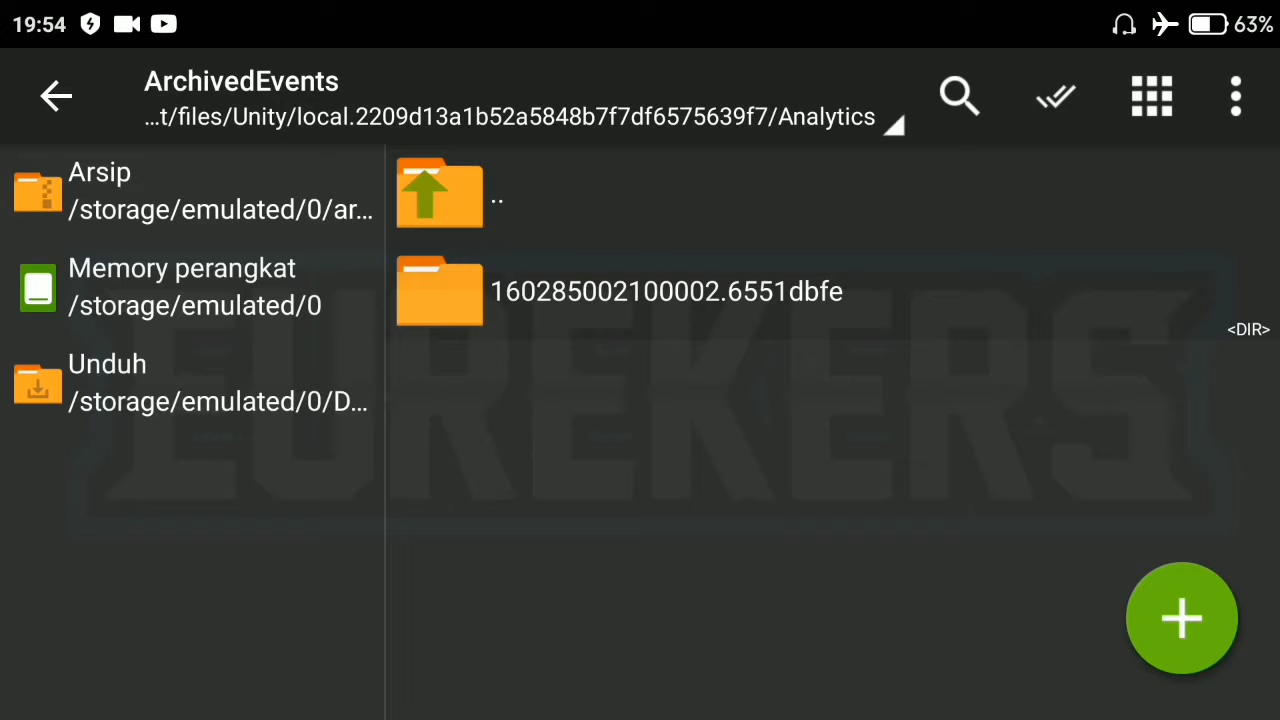 19:54
63%
ArchivedEvents
...t/files/Unity/local.2209d13a1b52a5848b7f7df6575639f7/Analytics
Arsip
/storage/emulated/0/ar...
Memory perangkat
/storage/emulated/0
Unduh
/storage/emulated/0/D...
..
160285002100002.6551dbfe
<DIR>
EUREKERS